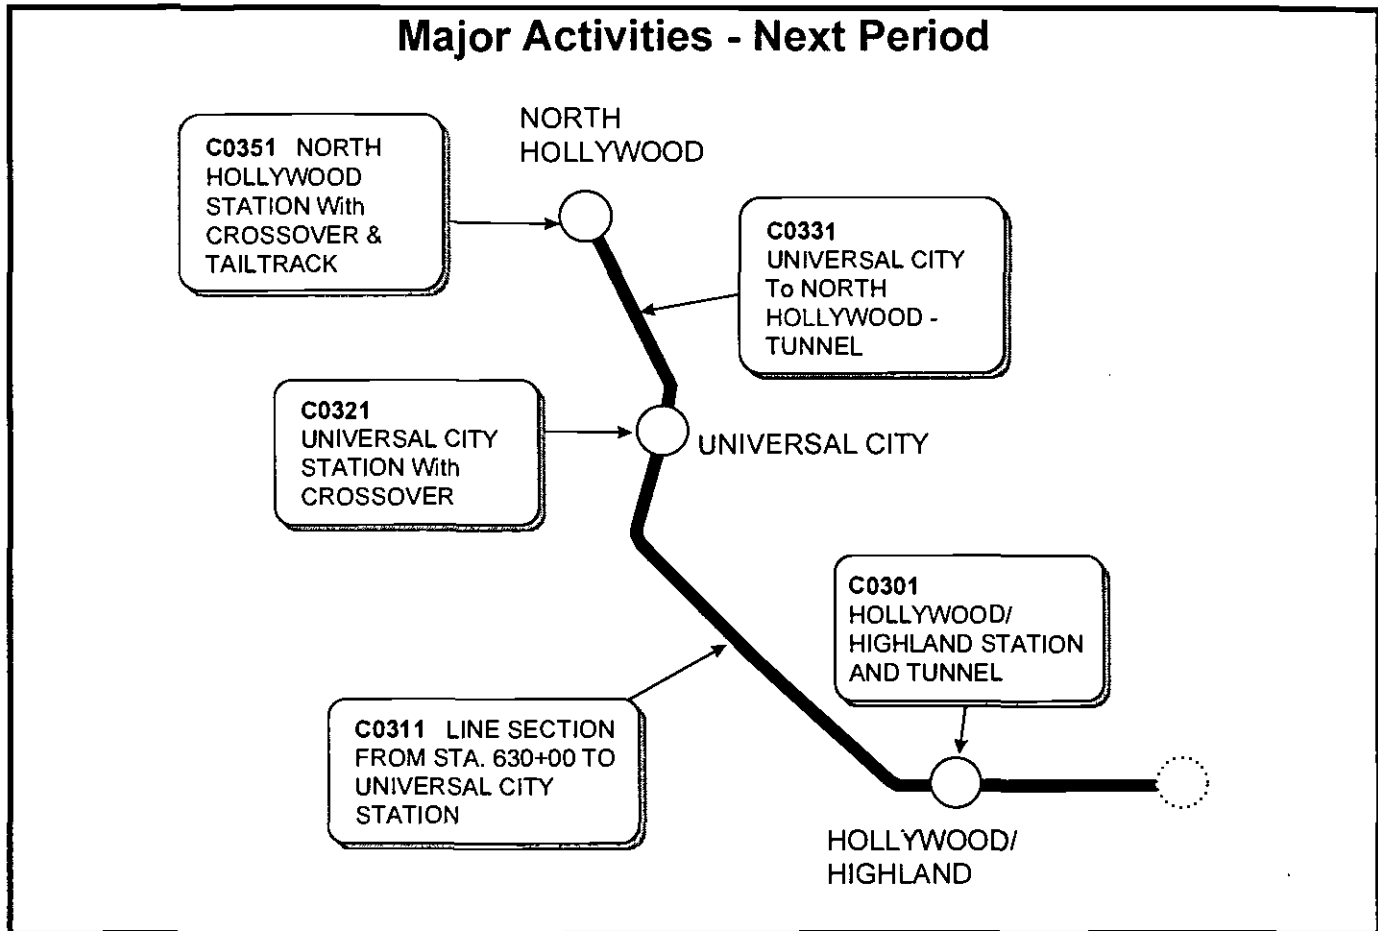 Major Activities - Next Period
NORTH
HOLLYWOOD
C0351 NORTH
HOLLYWOOD
STATION With
CROSSOVER &
TAILTRACK
C0331
UNIVERSAL CITY
To NORTH
HOLLYWOOD -
TUNNEL
C0321
UNIVERSAL CITY
STATION With
CROSSOVER
UNIVERSAL CITY
C0301
HOLLYWOOD/
HIGHLAND STATION
AND TUNNEL
C0311 LINE SECTION
FROM STA. 630+00 TO
UNIVERSAL CITY
STATION
HOLLYWOOD/
HIGHLAND